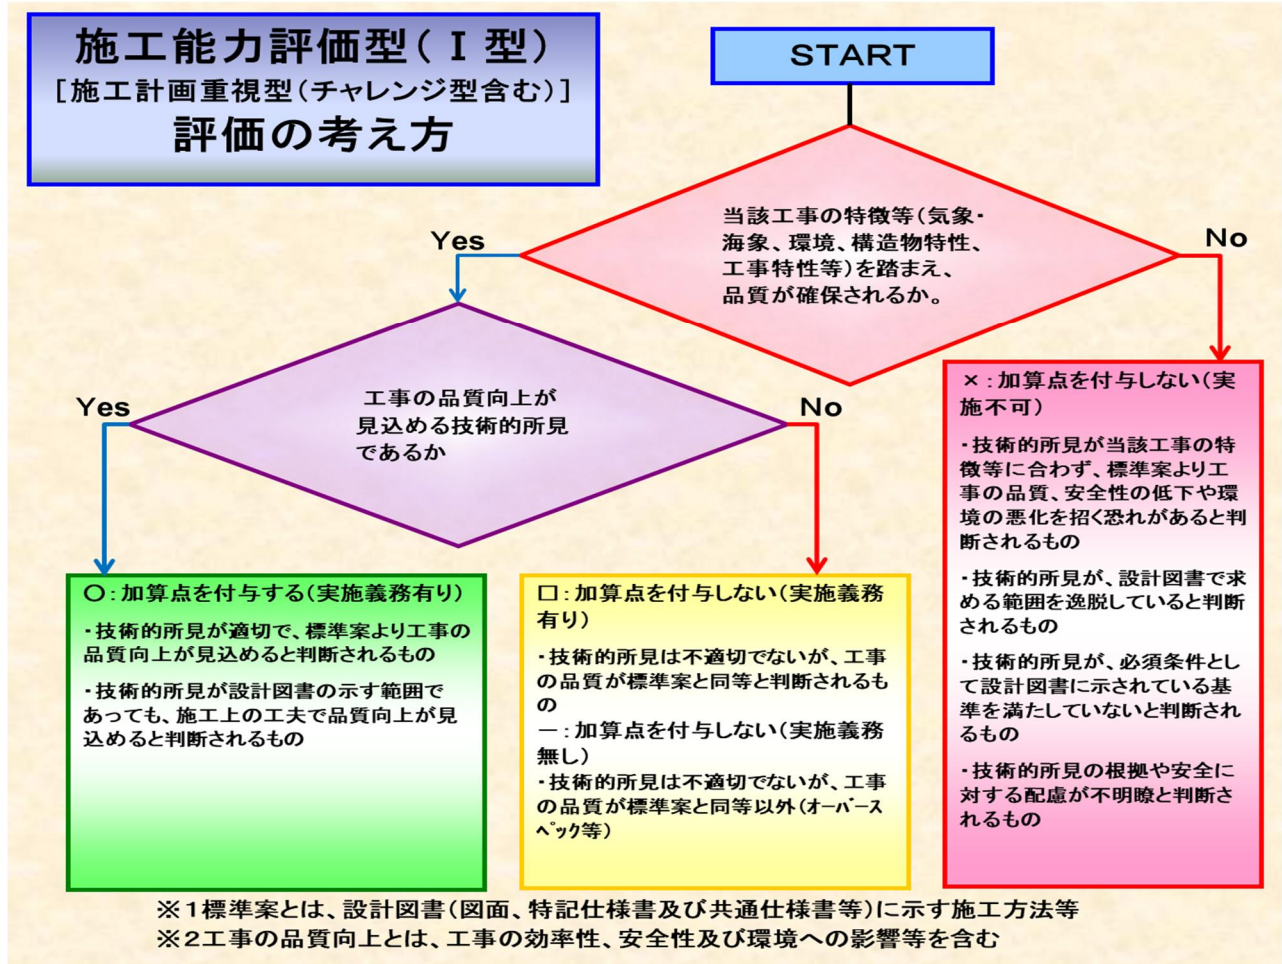 施工能力評価型（Ⅰ型）
［施工計画重視型（チャレンジ型含む）］
評価の考え方
START
当該工事の特徴等（気象・
海象、環境、構造物特性、
工事特性等）を踏まえ、
品質が確保されるか。
Yes
No
工事の品質向上が
見込める技術的所見
であるか
Yes
No
○：加算点を付与する（実施義務有り）
・技術的所見が適切で、標準案より工事の
品質向上が見込めると判断されるもの
・技術的所見が設計図書の示す範囲で
あっても、施工上の工夫で品質向上が見
込めると判断されるもの
□：加算点を付与しない（実施義務
有り）
・技術的所見は不適切でないが、工事
の品質が標準案と同等と判断されるも
の
－：加算点を付与しない（実施義務
無し）
・技術的所見は不適切でないが、工事
の品質が標準案と同等以外（ｵｰﾊﾞｰｽ
ﾍﾟｯｸ等）
×：加算点を付与しない（実
施不可）
・技術的所見が当該工事の特
徴等に合わず、標準案より工
事の品質、安全性の低下や環
境の悪化を招く恐れがあると判
断されるもの
・技術的所見が、設計図書で求
める範囲を逸脱していると判断
されるもの
・技術的所見が、必須条件とし
て設計図書に示されている基
準を満たしていないと判断され
るもの
・技術的所見の根拠や安全に
対する配慮が不明瞭と判断さ
れるもの
※１標準案とは、設計図書（図面、特記仕様書及び共通仕様書等）に示す施工方法等
※２工事の品質向上とは、工事の効率性、安全性及び環境への影響等を含む